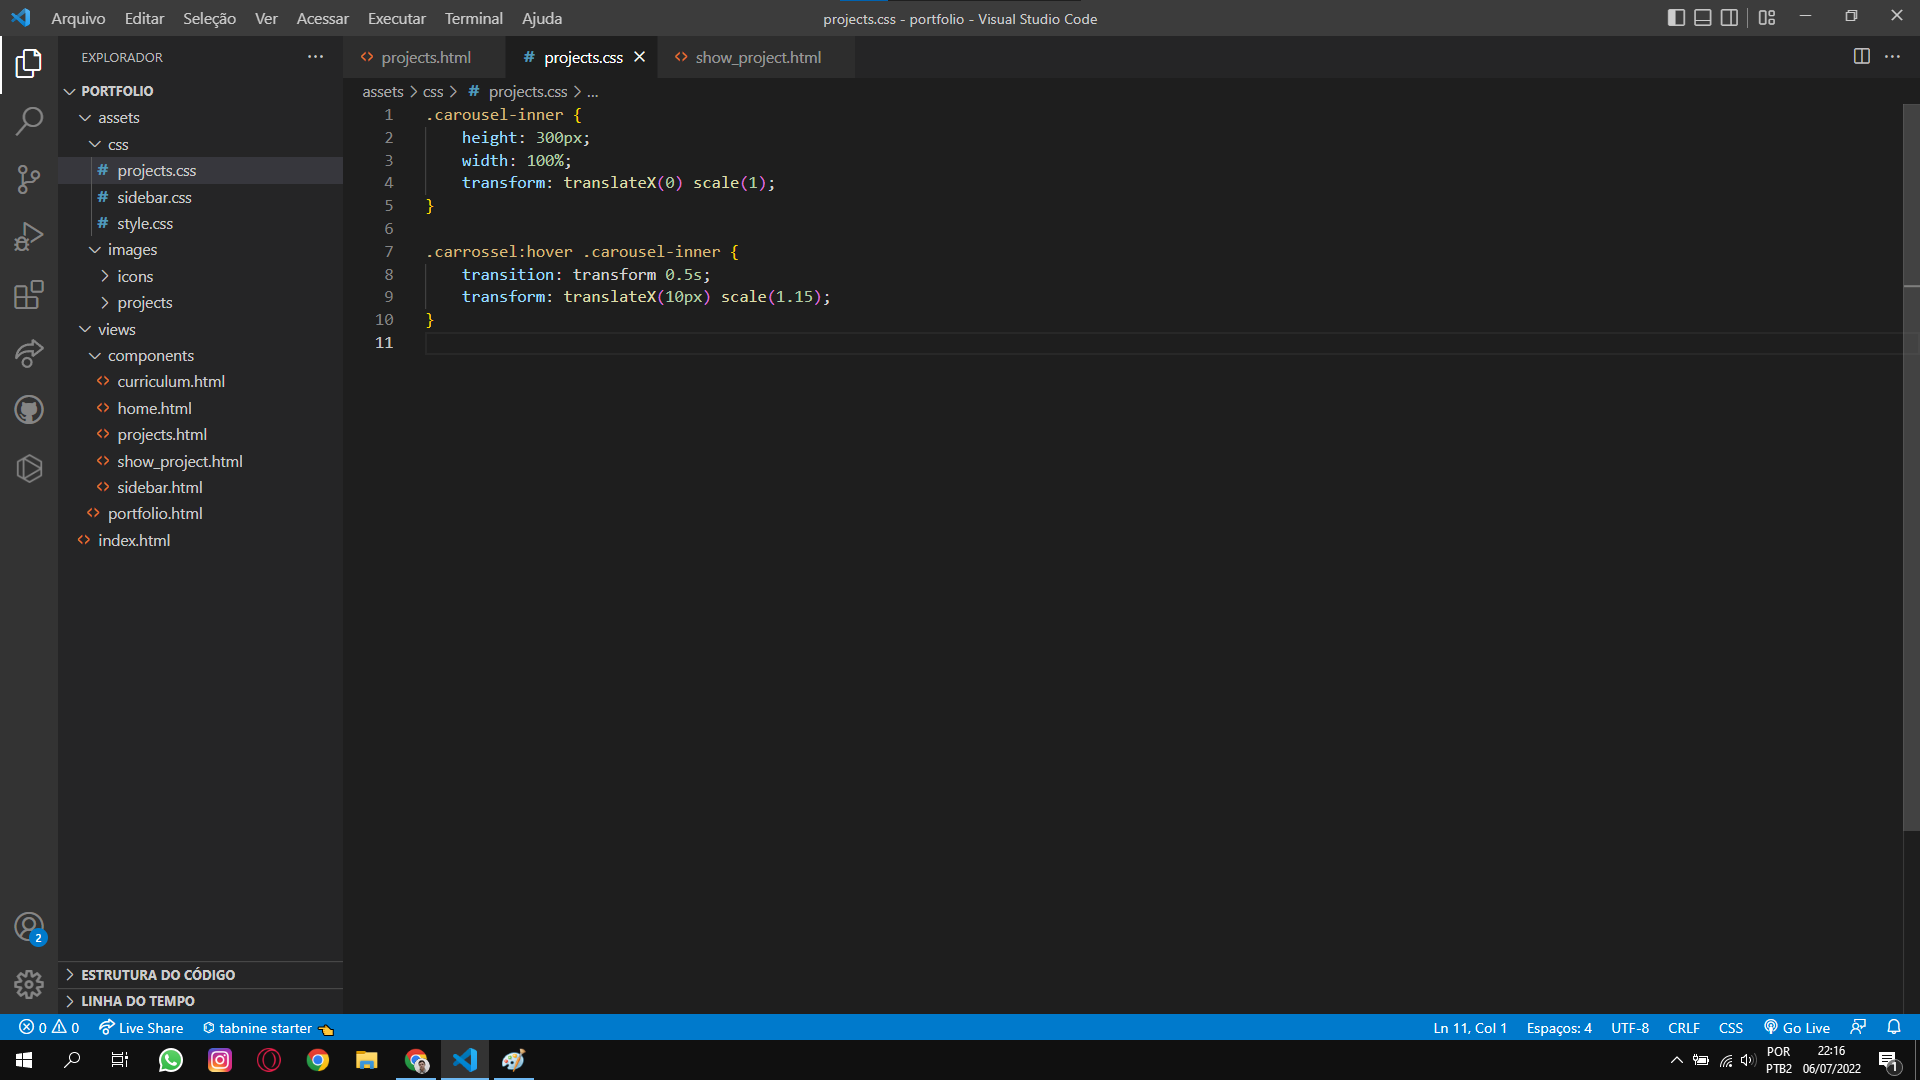 Arquivo Editar Seleção Ver Acessar Executar Terminal Ajuda
projects.css - portfolio - Visual Studio Code
EXPLORADOR
projects.html
# projects.css
show_project.html
PORTFOLIO
assets
css
# projects.css
# sidebar.css
# style.css
images
icons
projects
views
components
curriculum.html
home.html
projects.html
show_project.html
sidebar.html
portfolio.html
index.html
ESTRUTURA DO CÓDIGO
LINHA DO TEMPO
assets > css > # projects.css > ...
1 .carousel-inner {
2 height: 300px;
3 width: 100%;
4 transform: translateX(0) scale(1);
5 }
6
7 .carrossel:hover .carousel-inner {
8 transition: transform 0.5s;
9 transform: translateX(10px) scale(1.15);
10 }
11
2
0 0 Live Share tabnine starter
Ln 11, Col 1 Espaços: 4 UTF-8 CRLF CSS Go Live
POR
PTB2
22:16
06/07/2022
1